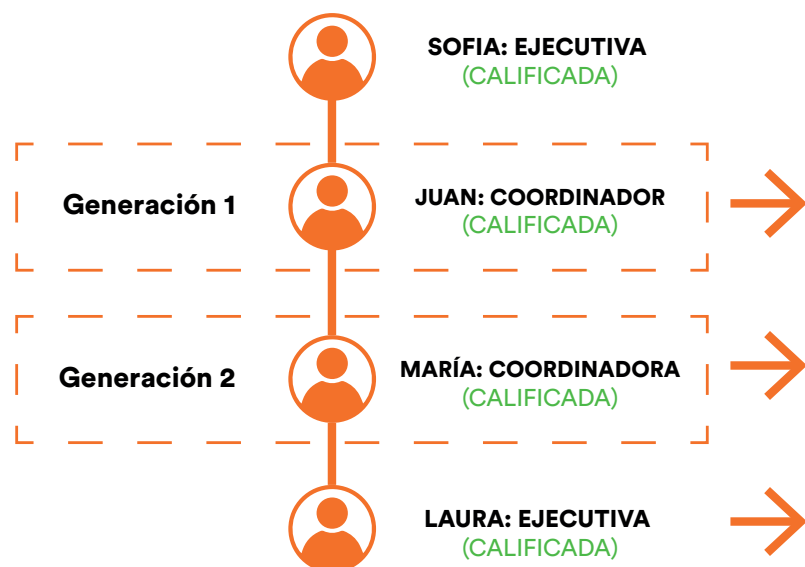 SOFIA: EJECUTIVA
(CALIFICADA)
Generación 1
JUAN: COORDINADOR
(CALIFICADA)
Generación 2
MARÍA: COORDINADORA
(CALIFICADA)
LAURA: EJECUTIVA
(CALIFICADA)